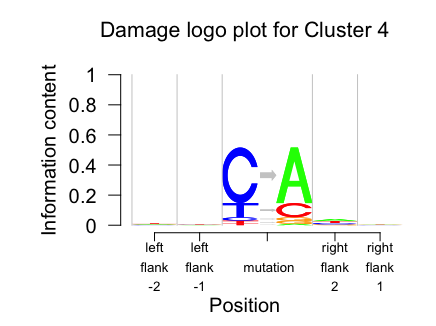 Damage logo plot for Cluster 4
Information content
1
0.8
0.6
0.4
0.2
0
C
A
T
C
left flank -2
left flank -1
mutation
right flank 2
right flank 1
Position